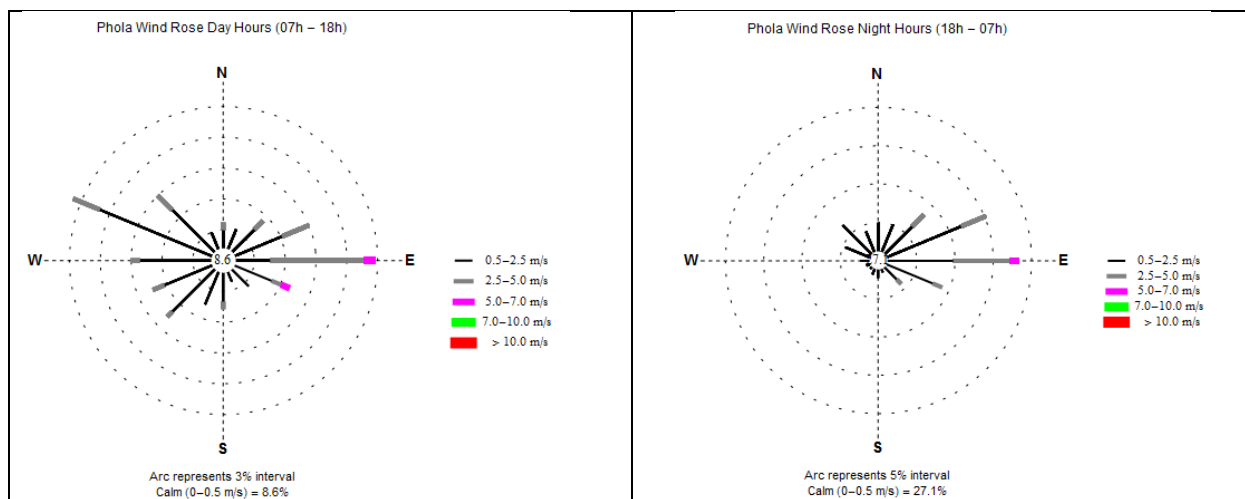 Phola Wind Rose Day Hours (07h – 18h)
N
W
8.6
E
S
0.5–2.5 m/s
2.5–5.0 m/s
5.0–7.0 m/s
7.0–10.0 m/s
> 10.0 m/s
Arc represents 3% interval
Calm (0–0.5 m/s) = 8.6%
Phola Wind Rose Night Hours (18h – 07h)
N
W
7.1
E
S
0.5–2.5 m/s
2.5–5.0 m/s
5.0–7.0 m/s
7.0–10.0 m/s
> 10.0 m/s
Arc represents 5% interval
Calm (0–0.5 m/s) = 27.1%